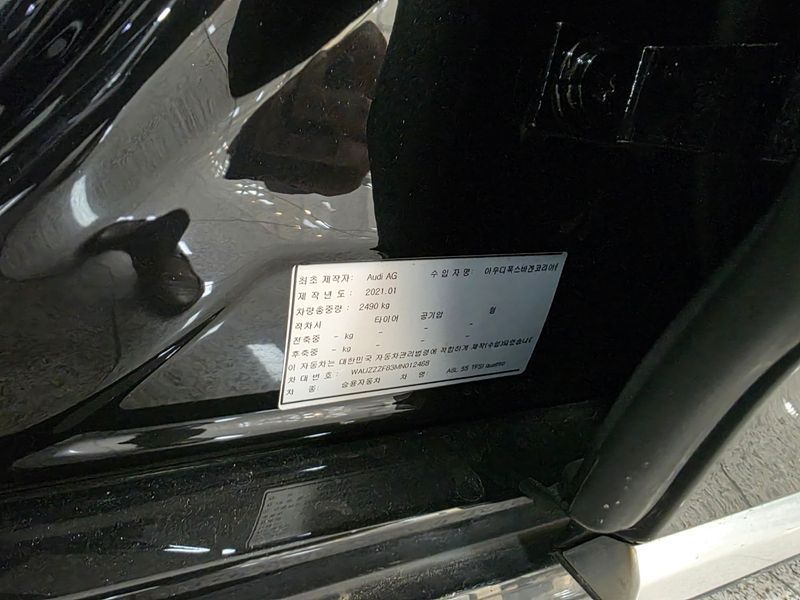 최초 제작자: Audi AG 수 입 자 명: 아우디폭스바겐코리아(
제 작 년 도 : 2021.01
차량총중량 : 2490 kg
적차시 타이어 공기압 림
전축중 - kg - - -
후축중 - kg - - -
이 자동차는 대한민국 자동차관리법령에 적합하게 제작(수입)되었습니다
차 대 번 호 : WAUZZZF83MN012468
차 종: 승용자동차 차 명: A8L 55 TFSI quattro